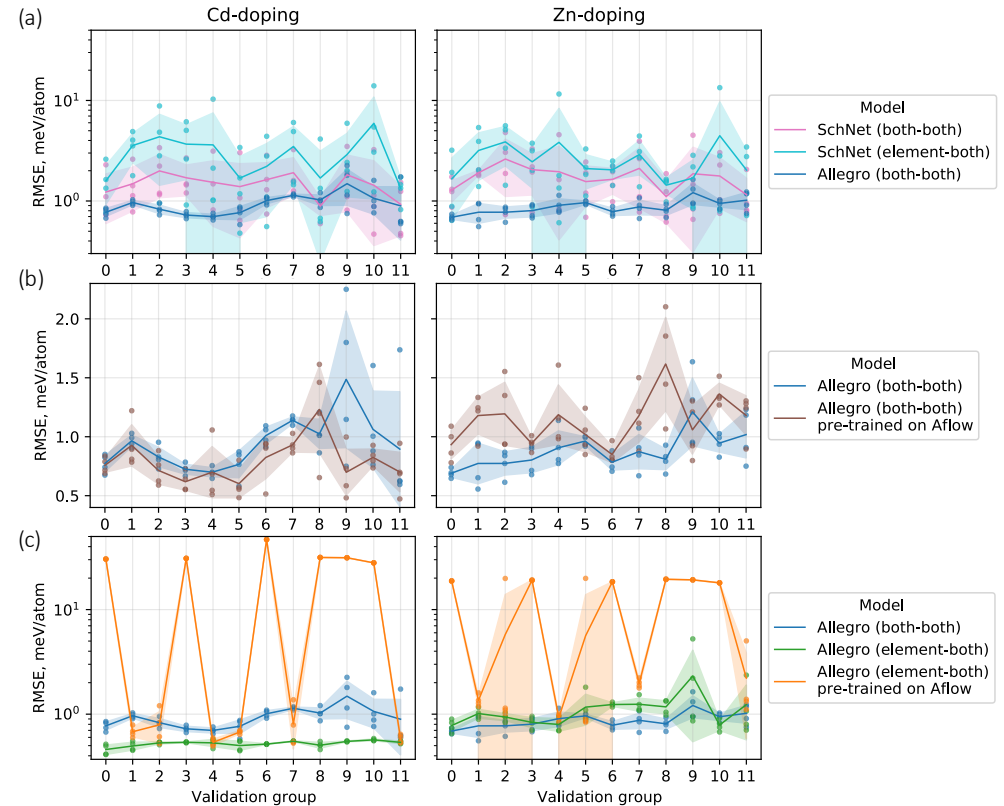 (a)
Cd-doping
Zn-doping
RMSE, meV/atom
10¹
10⁰
0 1 2 3 4 5 6 7 8 9 10 11
0 1 2 3 4 5 6 7 8 9 10 11
Model
SchNet (both-both)
SchNet (element-both)
Allegro (both-both)
(b)
RMSE, meV/atom
2.0
1.5
1.0
0.5
0 1 2 3 4 5 6 7 8 9 10 11
0 1 2 3 4 5 6 7 8 9 10 11
Model
Allegro (both-both)
Allegro (both-both)
pre-trained on Aflow
(c)
RMSE, meV/atom
10¹
10⁰
0 1 2 3 4 5 6 7 8 9 10 11
0 1 2 3 4 5 6 7 8 9 10 11
Validation group
Validation group
Model
Allegro (both-both)
Allegro (element-both)
Allegro (element-both)
pre-trained on Aflow